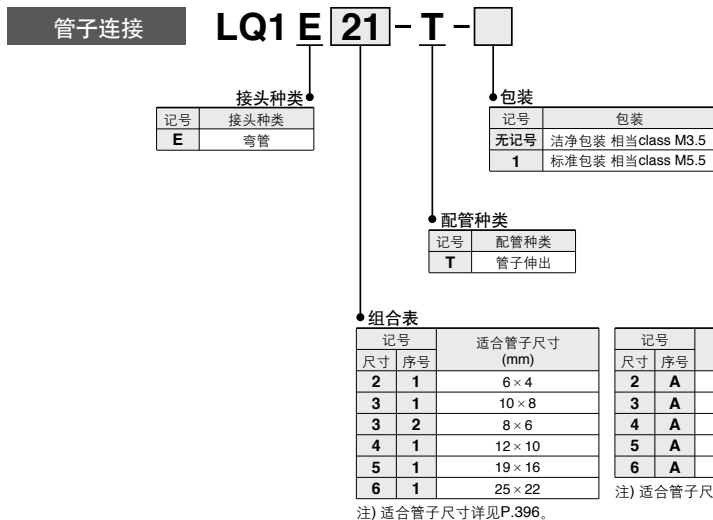 管子连接
LQ1 E 21 - T -
接头种类
记号 接头种类
E 弯管
包装
记号 包装
无记号 洁净包装 相当class M3.5
1 标准包装 相当class M5.5
配管种类
记号 配管种类
T 管子伸出
组合表
记号 适合管子尺寸
(mm)
尺寸 序号
2 1 6×4
3 1 10×8
3 2 8×6
4 1 12×10
5 1 19×16
6 1 25×22
注) 适合管子尺寸详见P.396。
记号
尺寸 序号
2 A
3 A
4 A
5 A
6 A
注) 适合管子尺